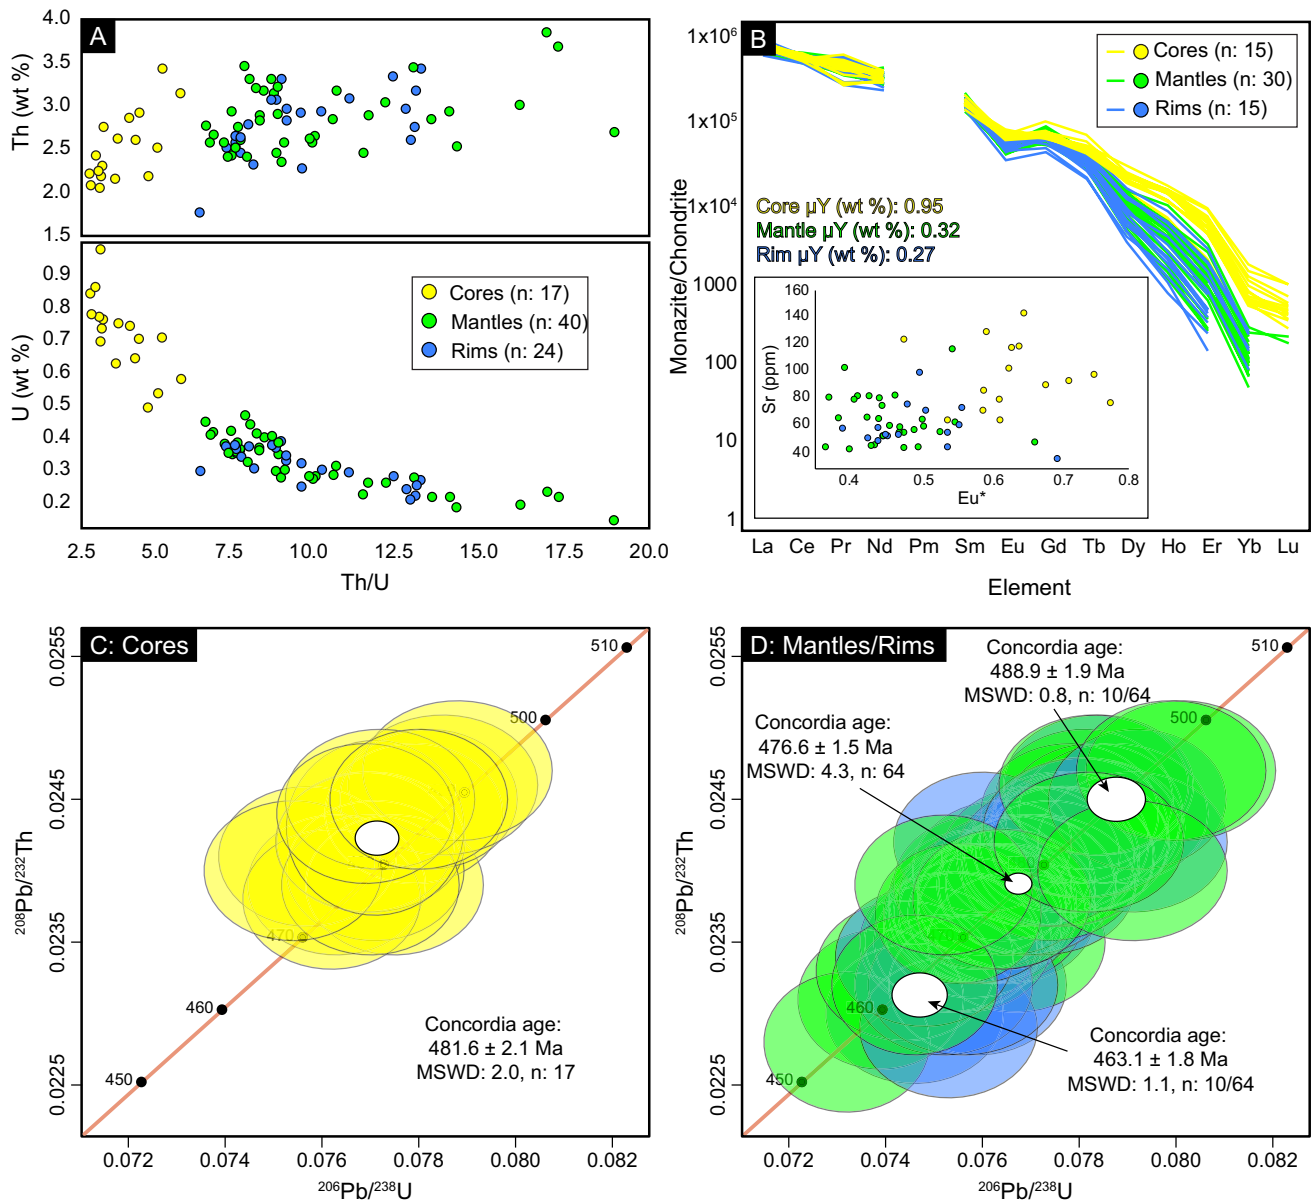 A
Th (wt %)
4.0
3.5
3.0
2.5
2.0
1.5
U (wt %)
0.9
0.8
0.7
0.6
0.5
0.4
0.3
0.2
Cores (n: 17)
Mantles (n: 40)
Rims (n: 24)
2.5 5.0 7.5 10.0 12.5 15.0 17.5 20.0
Th/U
B
Monazite/Chondrite
1x10⁶
1x10⁵
1x10⁴
1000
100
10
1
Cores (n: 15)
Mantles (n: 30)
Rims (n: 15)
Core µY (wt %): 0.95
Mantle µY (wt %): 0.32
Rim µY (wt %): 0.27
Sr (ppm)
160
140
120
100
80
60
40
0.4 0.5 0.6 0.7 0.8
Eu*
La Ce Pr Nd Pm Sm Eu Gd Tb Dy Ho Er Yb Lu
Element
C: Cores
²⁰⁸Pb/²³²Th
0.0255
0.0245
0.0235
0.0225
510
500
470
460
450
Concordia age:
481.6 ± 2.1 Ma
MSWD: 2.0, n: 17
0.072 0.074 0.076 0.078 0.080 0.082
²⁰⁶Pb/²³⁸U
D: Mantles/Rims
²⁰⁸Pb/²³²Th
0.0255
0.0245
0.0235
0.0225
Concordia age:
488.9 ± 1.9 Ma
MSWD: 0.8, n: 10/64
Concordia age:
476.6 ± 1.5 Ma
MSWD: 4.3, n: 64
510
500
470
460
450
Concordia age:
463.1 ± 1.8 Ma
MSWD: 1.1, n: 10/64
0.072 0.074 0.076 0.078 0.080 0.082
²⁰⁶Pb/²³⁸U